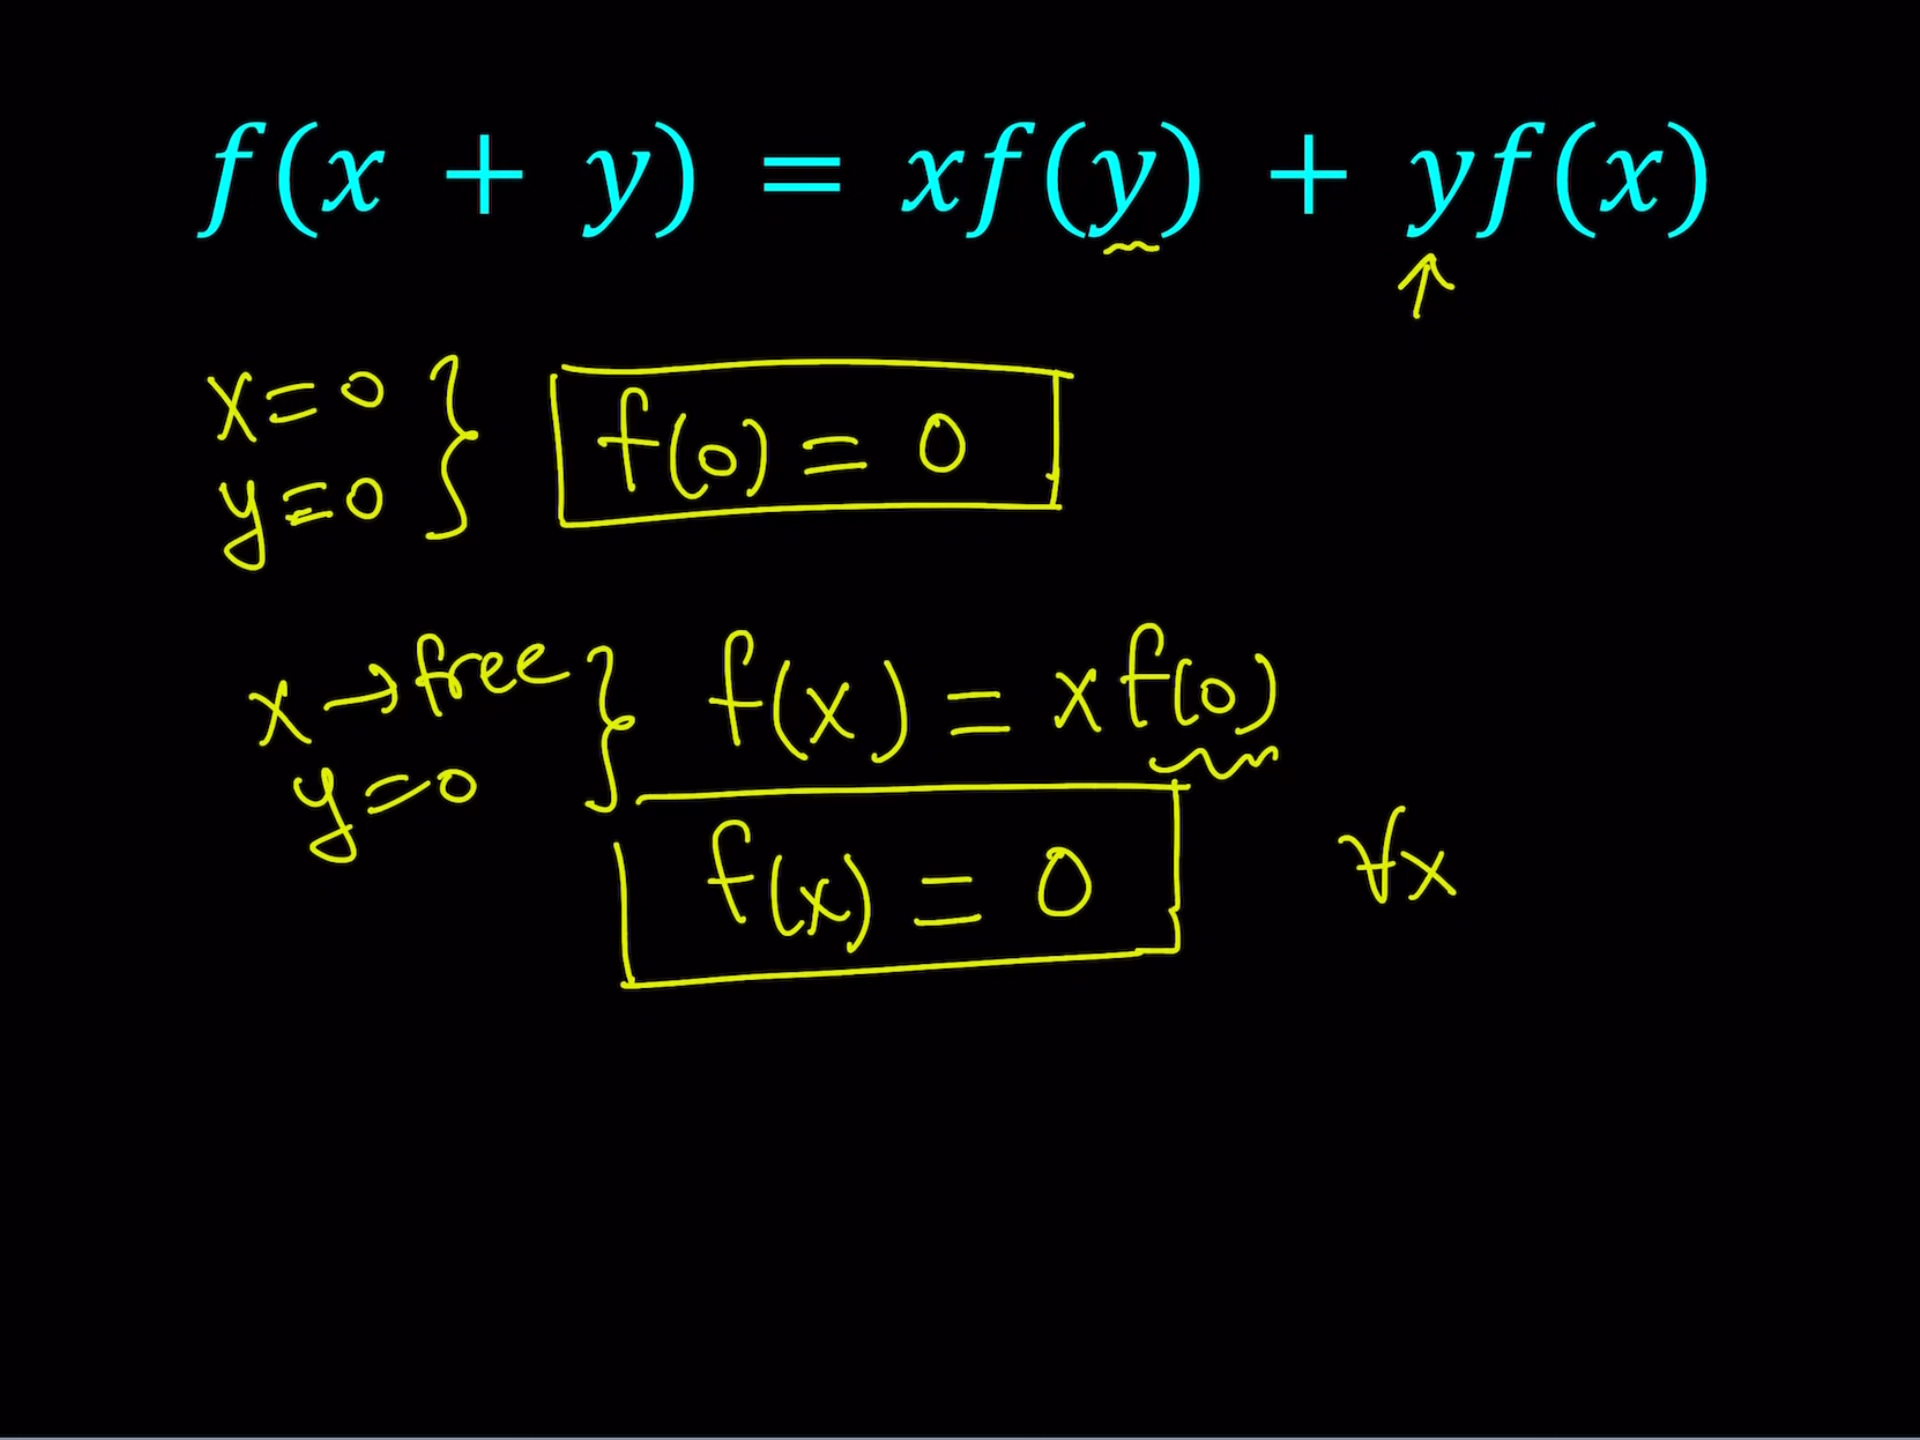 f(x + y) = xf(y) + yf(x)
x=0
y=0
f(0) = 0
x→free
y=0
f(x) = xf(0)
f(x) = 0 ∀x